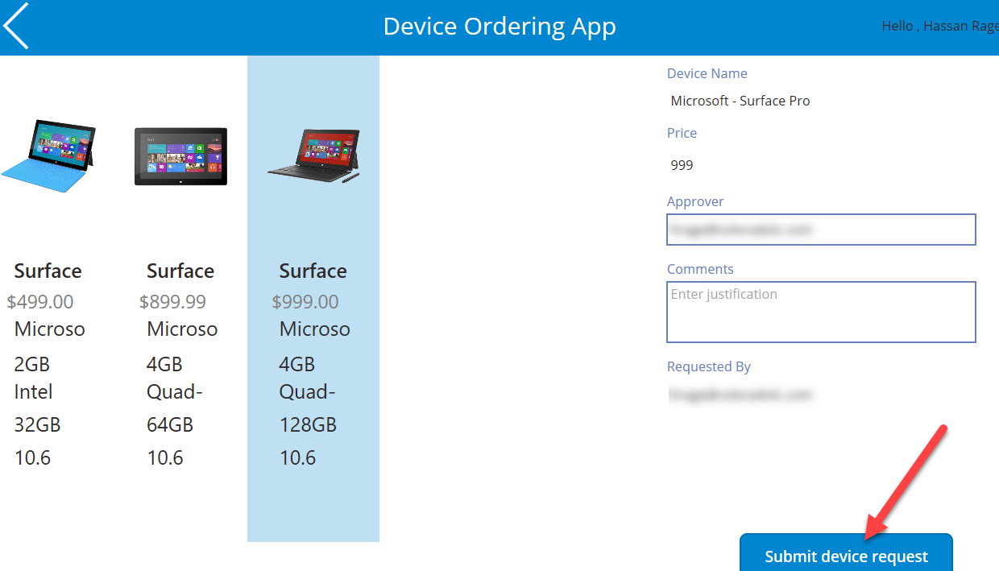 Device Ordering App
Hello , Hassan Rage
Surface
$499.00
Microso
2GB
Intel
32GB
10.6
Surface
$899.99
Microso
4GB
Quad-
64GB
10.6
Surface
$999.00
Microso
4GB
Quad-
128GB
10.6
Device Name
Microsoft - Surface Pro
Price
999
Approver
Comments
Enter justification
Requested By
Submit device request